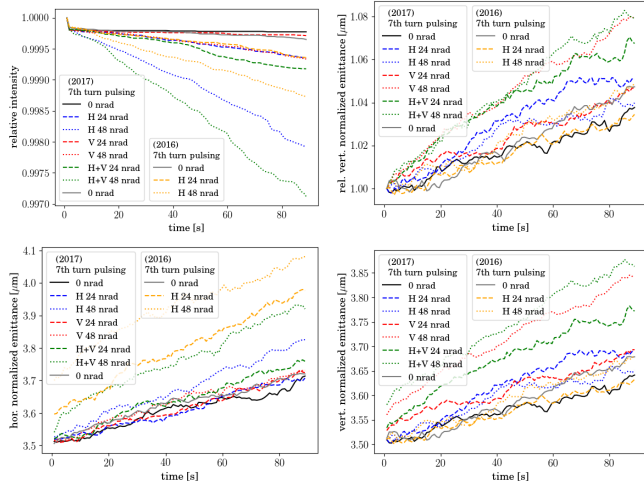 1.0000
0.9995
0.9990
0.9985
0.9980
0.9975
0.9970
relative intensity
(2017)
7th turn pulsing
0 nrad
H 24 nrad
H 48 nrad
V 24 nrad
V 48 nrad
H+V 24 nrad
H+V 48 nrad
0 nrad
(2016)
7th turn pulsing
H 24 nrad
H 48 nrad
0 20 40 60 80
time [s]
1.08
1.06
1.04
1.02
1.00
rel. vert. normalized emittance [μm]
(2017)
7th turn pulsing
0 nrad
H 24 nrad
H 48 nrad
V 24 nrad
V 48 nrad
H+V 24 nrad
H+V 48 nrad
(2016)
7th turn pulsing
0 nrad
H 24 nrad
H 48 nrad
0 20 40 60 80
time [s]
4.1
4.0
3.9
3.8
3.7
3.6
3.5
hor. normalized emittance [μm]
(2017)
7th turn pulsing
0 nrad
H 24 nrad
H 48 nrad
V 24 nrad
V 48 nrad
H+V 24 nrad
H+V 48 nrad
0 nrad
(2016)
7th turn pulsing
H 24 nrad
H 48 nrad
0 20 40 60 80
time [s]
3.85
3.80
3.75
3.70
3.65
3.60
3.55
3.50
vert. normalized emittance [μm]
(2017)
7th turn pulsing
0 nrad
H 24 nrad
H 48 nrad
V 24 nrad
V 48 nrad
H+V 24 nrad
H+V 48 nrad
0 nrad
(2016)
7th turn pulsing
H 24 nrad
H 48 nrad
0 20 40 60 80
time [s]